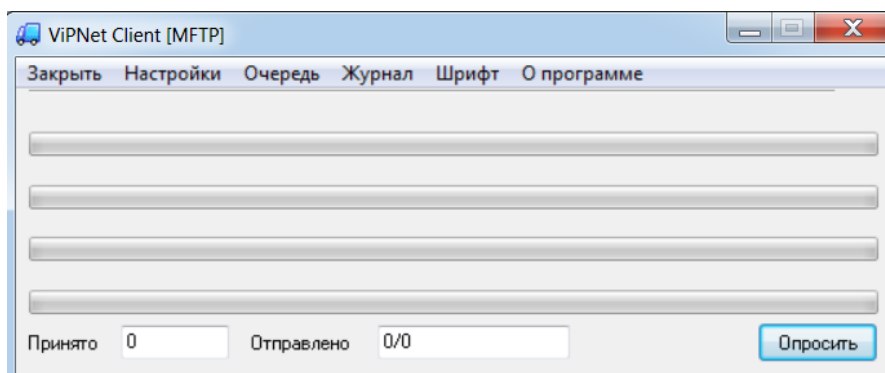 ViPNet Client [MFTP]
Закрыть Настройки Очередь Журнал Шрифт О программе
Принято 0 Отправлено 0/0 Опросить